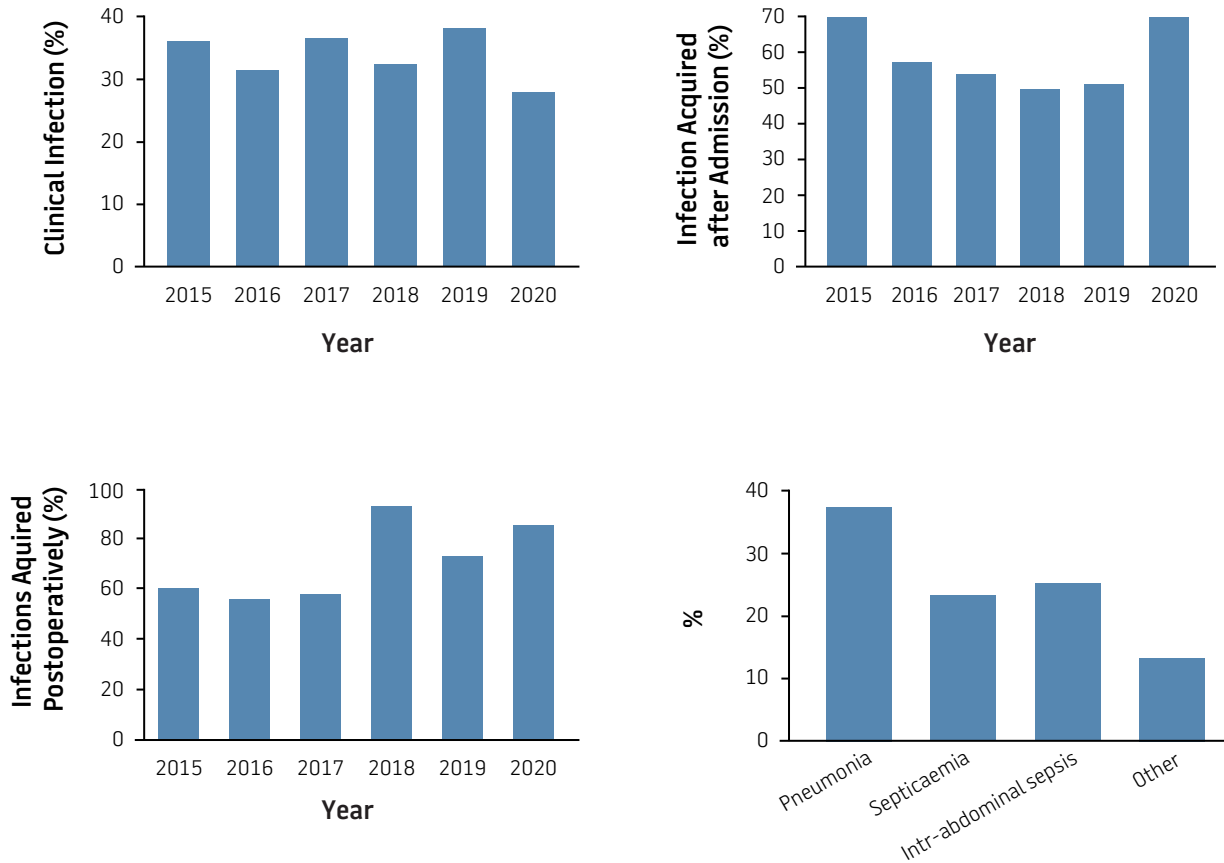 Clinical Infection (%)
40
30
20
10
0
2015 2016 2017 2018 2019 2020
Year
Infection Acquired
after Admission (%)
70
60
50
40
30
20
10
0
2015 2016 2017 2018 2019 2020
Year
Infections Aquired
Postoperatively (%)
100
80
60
40
20
0
2015 2016 2017 2018 2019 2020
Year
%
40
30
20
10
0
Pneumonia
Septicaemia
Intr-abdominal sepsis
Other